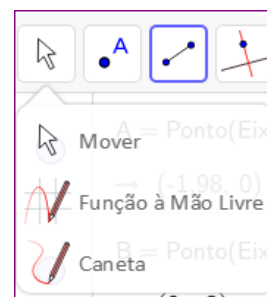 A
A = Ponto(Eix
Mover
→ (-1.98, 0)
Função à Mão Livre
B = Ponto(Eix
Caneta